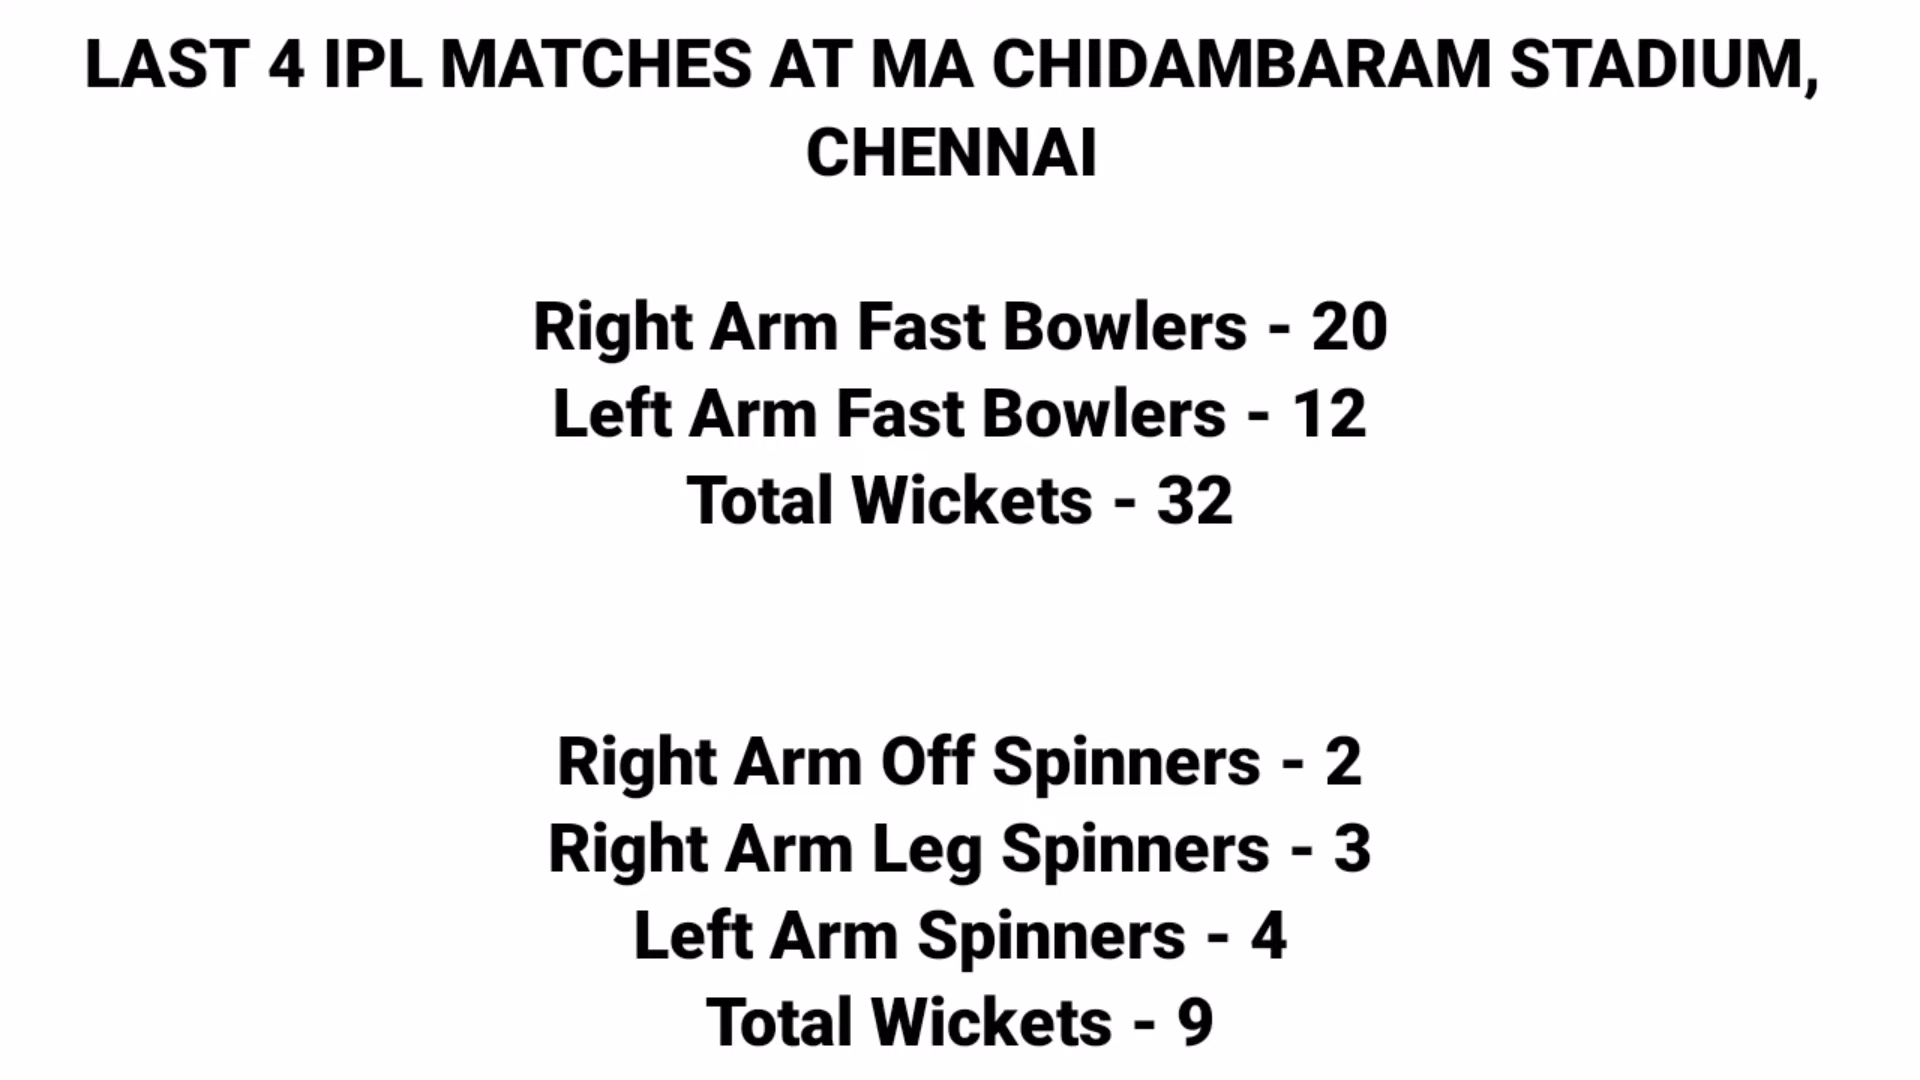 LAST 4 IPL MATCHES AT MA CHIDAMBARAM STADIUM,
CHENNAI
Right Arm Fast Bowlers - 20
Left Arm Fast Bowlers - 12
Total Wickets - 32
Right Arm Off Spinners - 2
Right Arm Leg Spinners - 3
Left Arm Spinners - 4
Total Wickets - 9